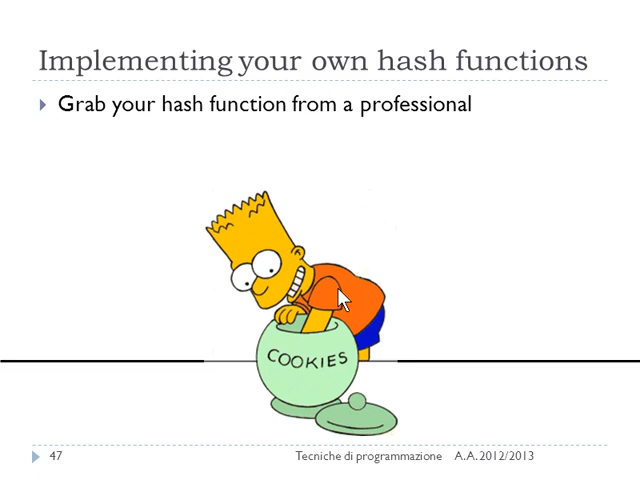 Implementing your own hash functions
Grab your hash function from a professional
COOKIES
47 Tecniche di programmazione A.A. 2012/2013